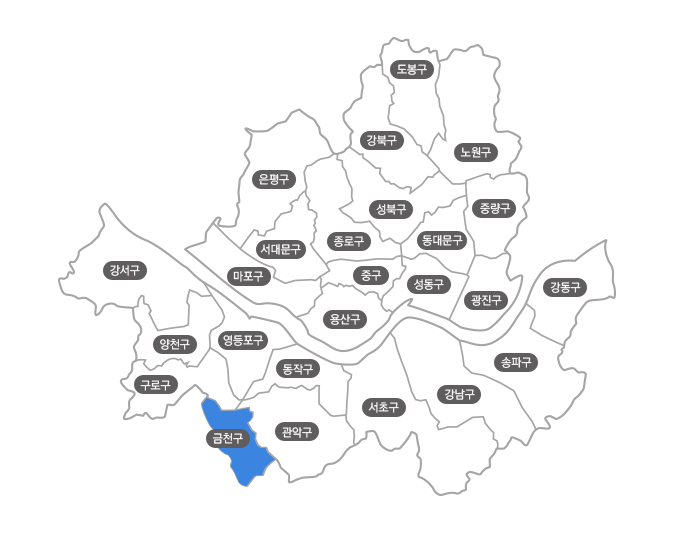 도봉구
강북구
노원구
은평구
성북구
중랑구
서대문구
종로구
동대문구
강서구
마포구
중구
성동구
강동구
광진구
용산구
양천구
영등포구
송파구
동작구
구로구
강남구
서초구
금천구
관악구